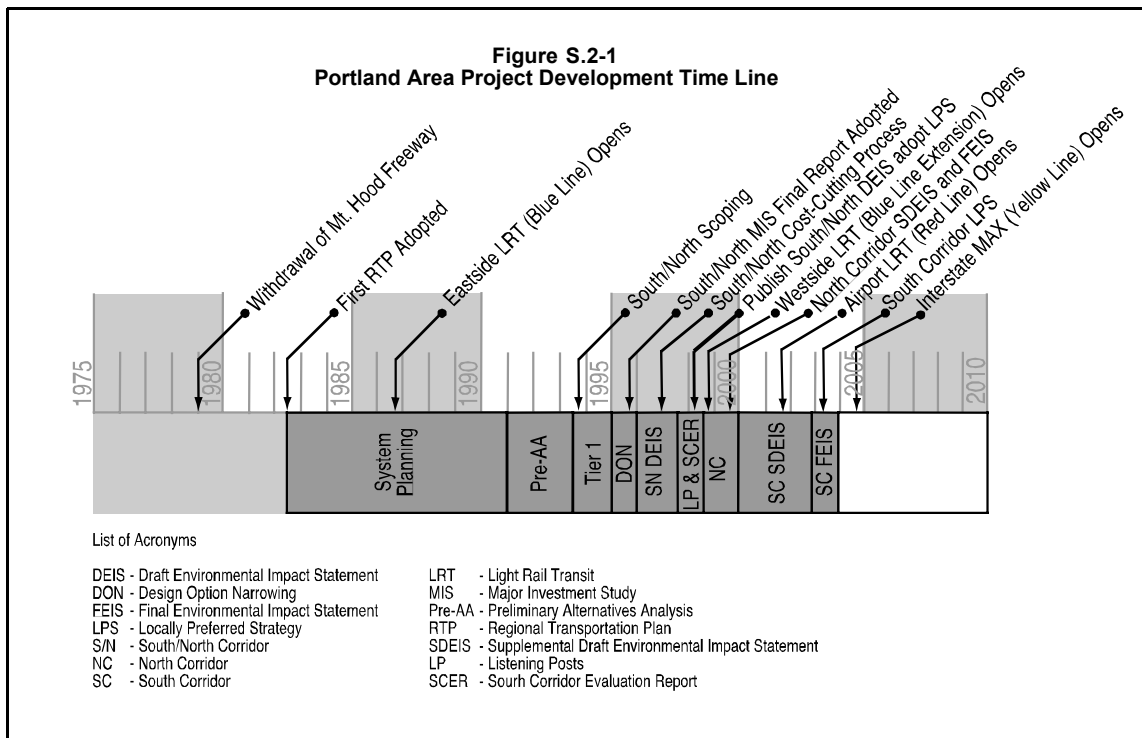 Figure S.2-1
Portland Area Project Development Time Line
Withdrawal of Mt. Hood Freeway
First RTP Adopted
Eastside LRT (Blue Line) Opens
South/North Scoping
South/North MIS Final Report Adopted
South/North Cost-Cutting Process
Publish South/North DEIS adopt LPS
Westside LRT (Blue Line Extension) Opens
North Corridor SDEIS and FEIS
Airport LRT (Red Line) Opens
South Corridor LPS
Interstate MAX (Yellow Line) Opens
1975
1980
1985
1990
1995
2000
2005
2010
System
Planning
Pre-AA
Tier 1
DON
SN DEIS
LP & SCER
NC
SC SDEIS
SC FEIS
List of Acronyms
DEIS - Draft Environmental Impact Statement
DON - Design Option Narrowing
FEIS - Final Environmental Impact Statement
LPS - Locally Preferred Strategy
S/N - South/North Corridor
NC - North Corridor
SC - South Corridor
LRT - Light Rail Transit
MIS - Major Investment Study
Pre-AA - Preliminary Alternatives Analysis
RTP - Regional Transportation Plan
SDEIS - Supplemental Draft Environmental Impact Statement
LP - Listening Posts
SCER - Sourh Corridor Evaluation Report